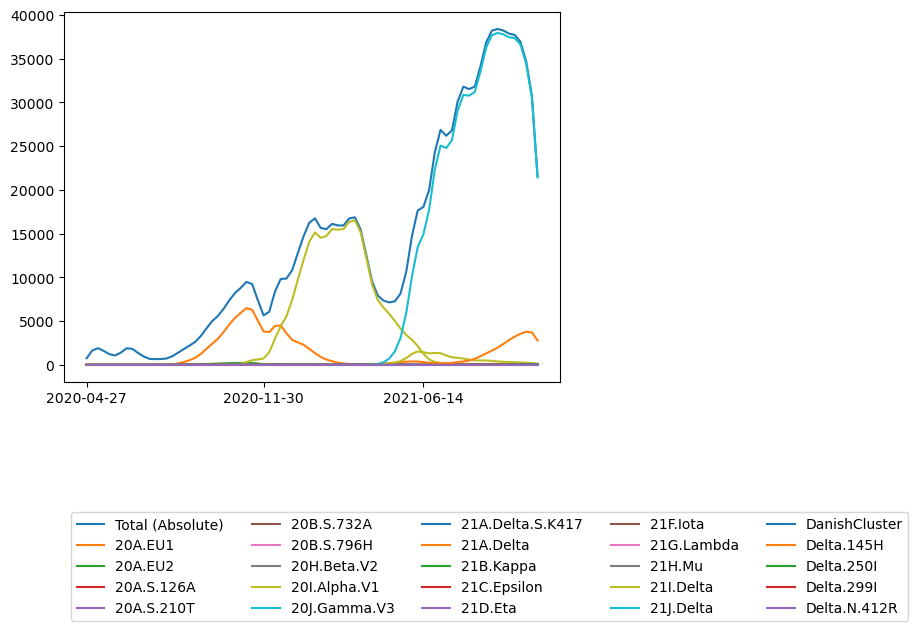 40000
35000
30000
25000
20000
15000
10000
5000
0
2020-04-27 2020-11-30 2021-06-14
Total (Absolute) 20B.S.732A 21A.Delta.S.K417 21F.Iota DanishCluster
20A.EU1 20B.S.796H 21A.Delta 21G.Lambda Delta.145H
20A.EU2 20H.Beta.V2 21B.Kappa 21H.Mu Delta.250I
20A.S.126A 20I.Alpha.V1 21C.Epsilon 21I.Delta Delta.299I
20A.S.210T 20J.Gamma.V3 21D.Eta 21J.Delta Delta.N.412R